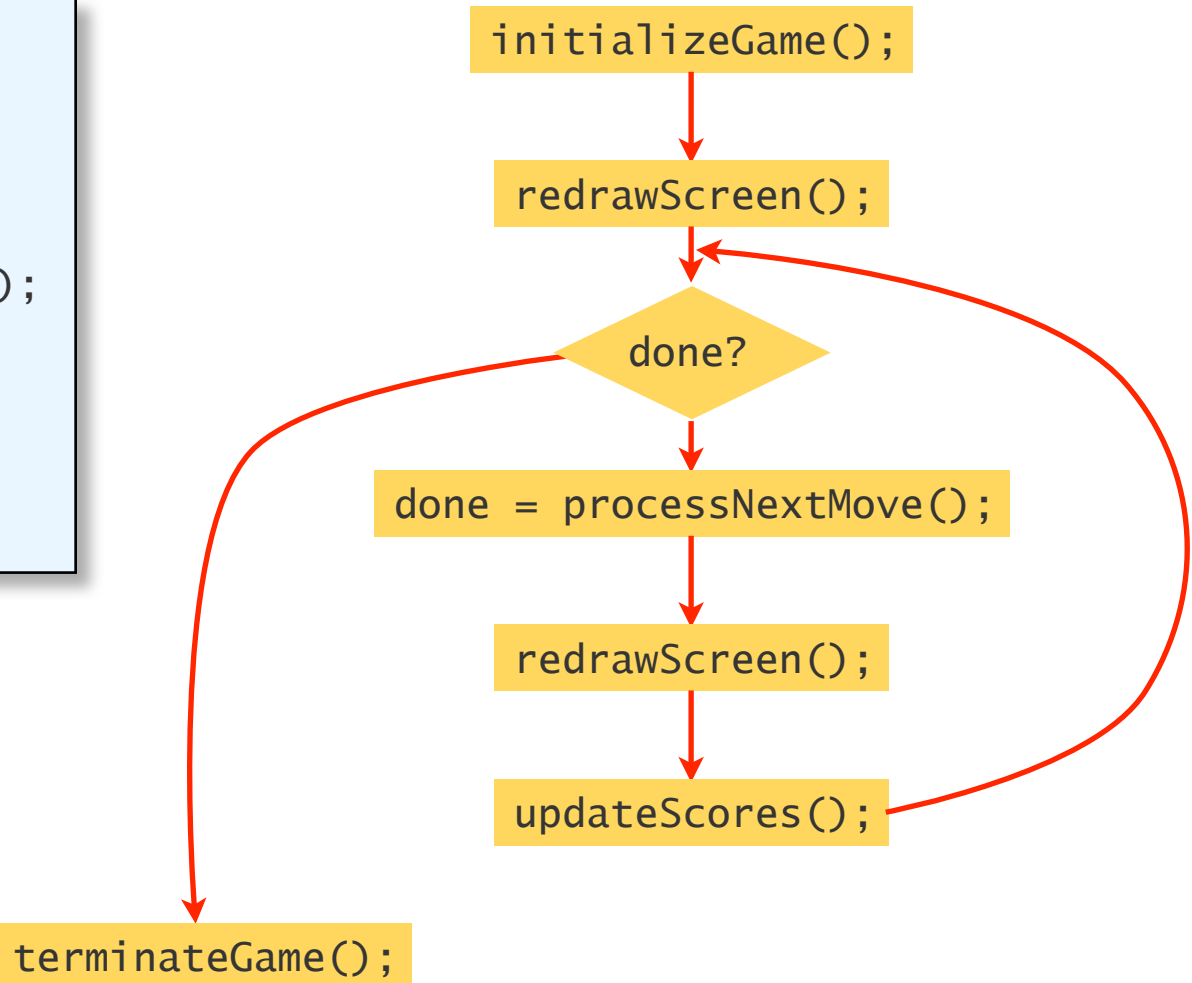 initializeGame();
redrawScreen();
);
done?
done = processNextMove();
redrawScreen();
updateScores();
terminateGame();